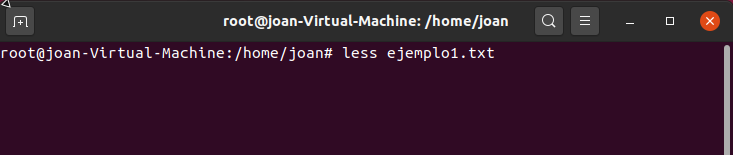 root@joan-Virtual-Machine: /home/joan
root@joan-Virtual-Machine:/home/joan# less ejemplo1.txt